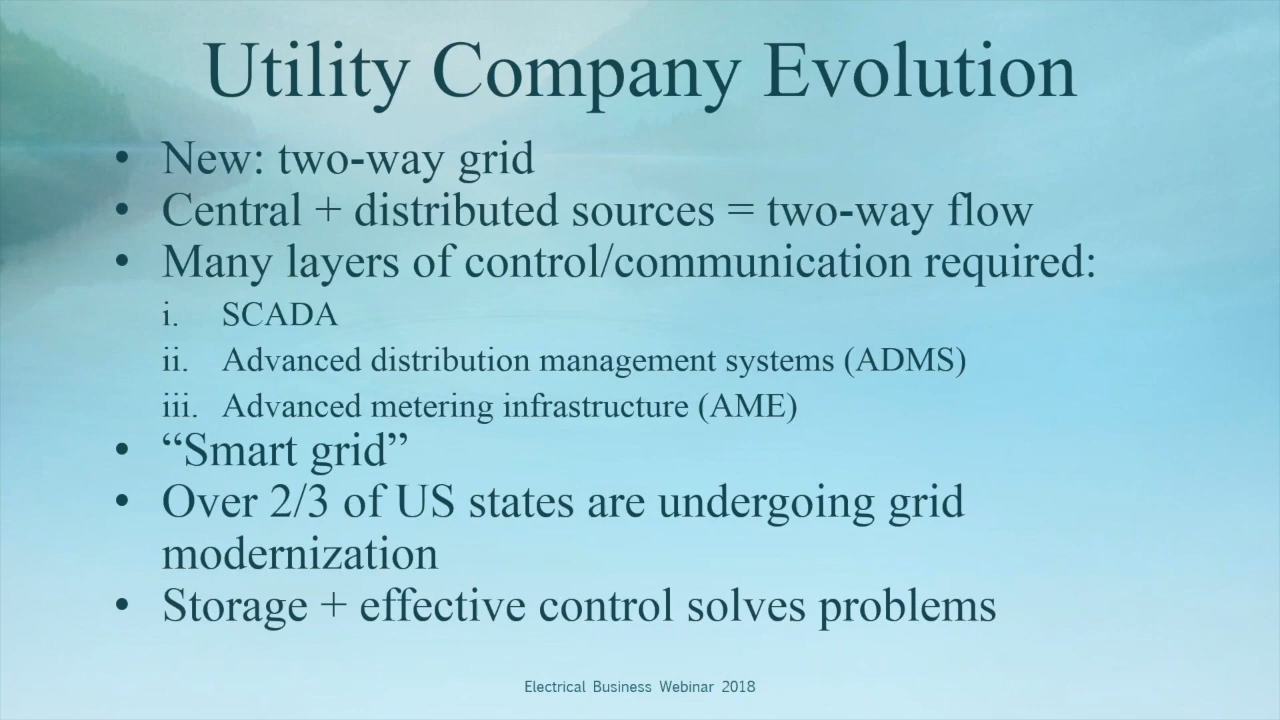 Utility Company Evolution
• New: two-way grid
• Central + distributed sources = two-way flow
• Many layers of control/communication required:
i. SCADA
ii. Advanced distribution management systems (ADMS)
iii. Advanced metering infrastructure (AME)
• “Smart grid”
• Over 2/3 of US states are undergoing grid
modernization
• Storage + effective control solves problems
Electrical Business Webinar 2018